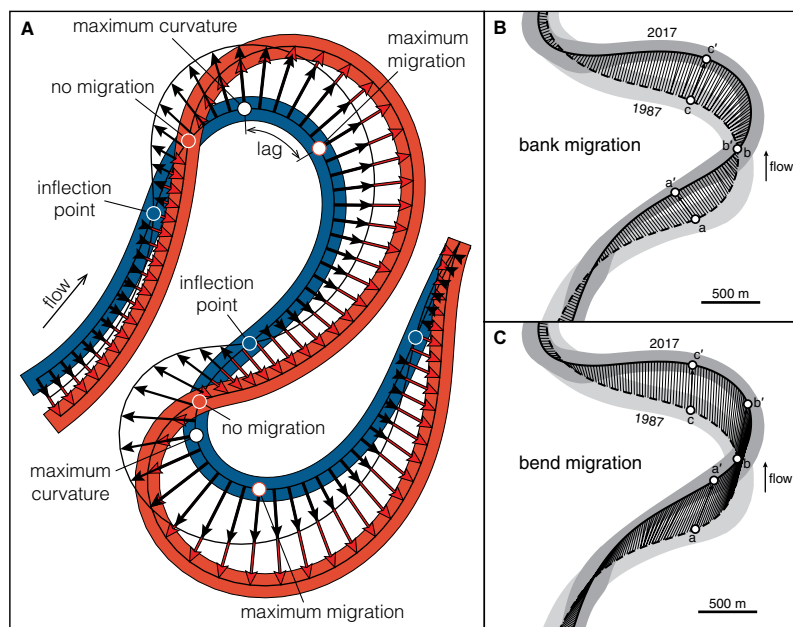 A
maximum curvature
maximum
migration
no migration
lag
inflection
point
flow
inflection
point
no migration
maximum
curvature
maximum migration
B
2017
c'
c
1987
b'
b
bank migration
a'
flow
a
500 m
C
2017
c'
b'
c
1987
b
bend migration
a'
flow
a
500 m